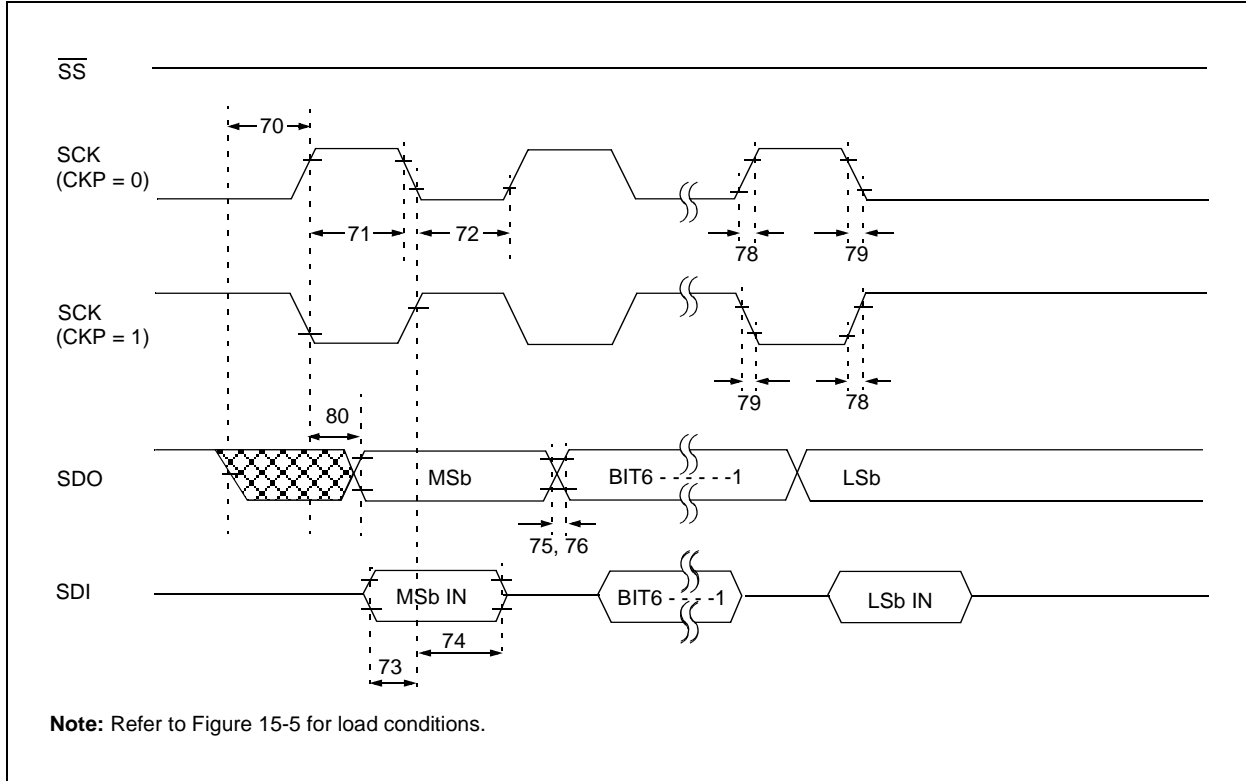 SS
70
SCK
(CKP = 0)
71
72
78
79
SCK
(CKP = 1)
79
78
80
SDO
MSb
BIT6 - - - - - -1
LSb
75, 76
SDI
MSb IN
BIT6 - - - - -1
LSb IN
74
73
Note: Refer to Figure 15-5 for load conditions.